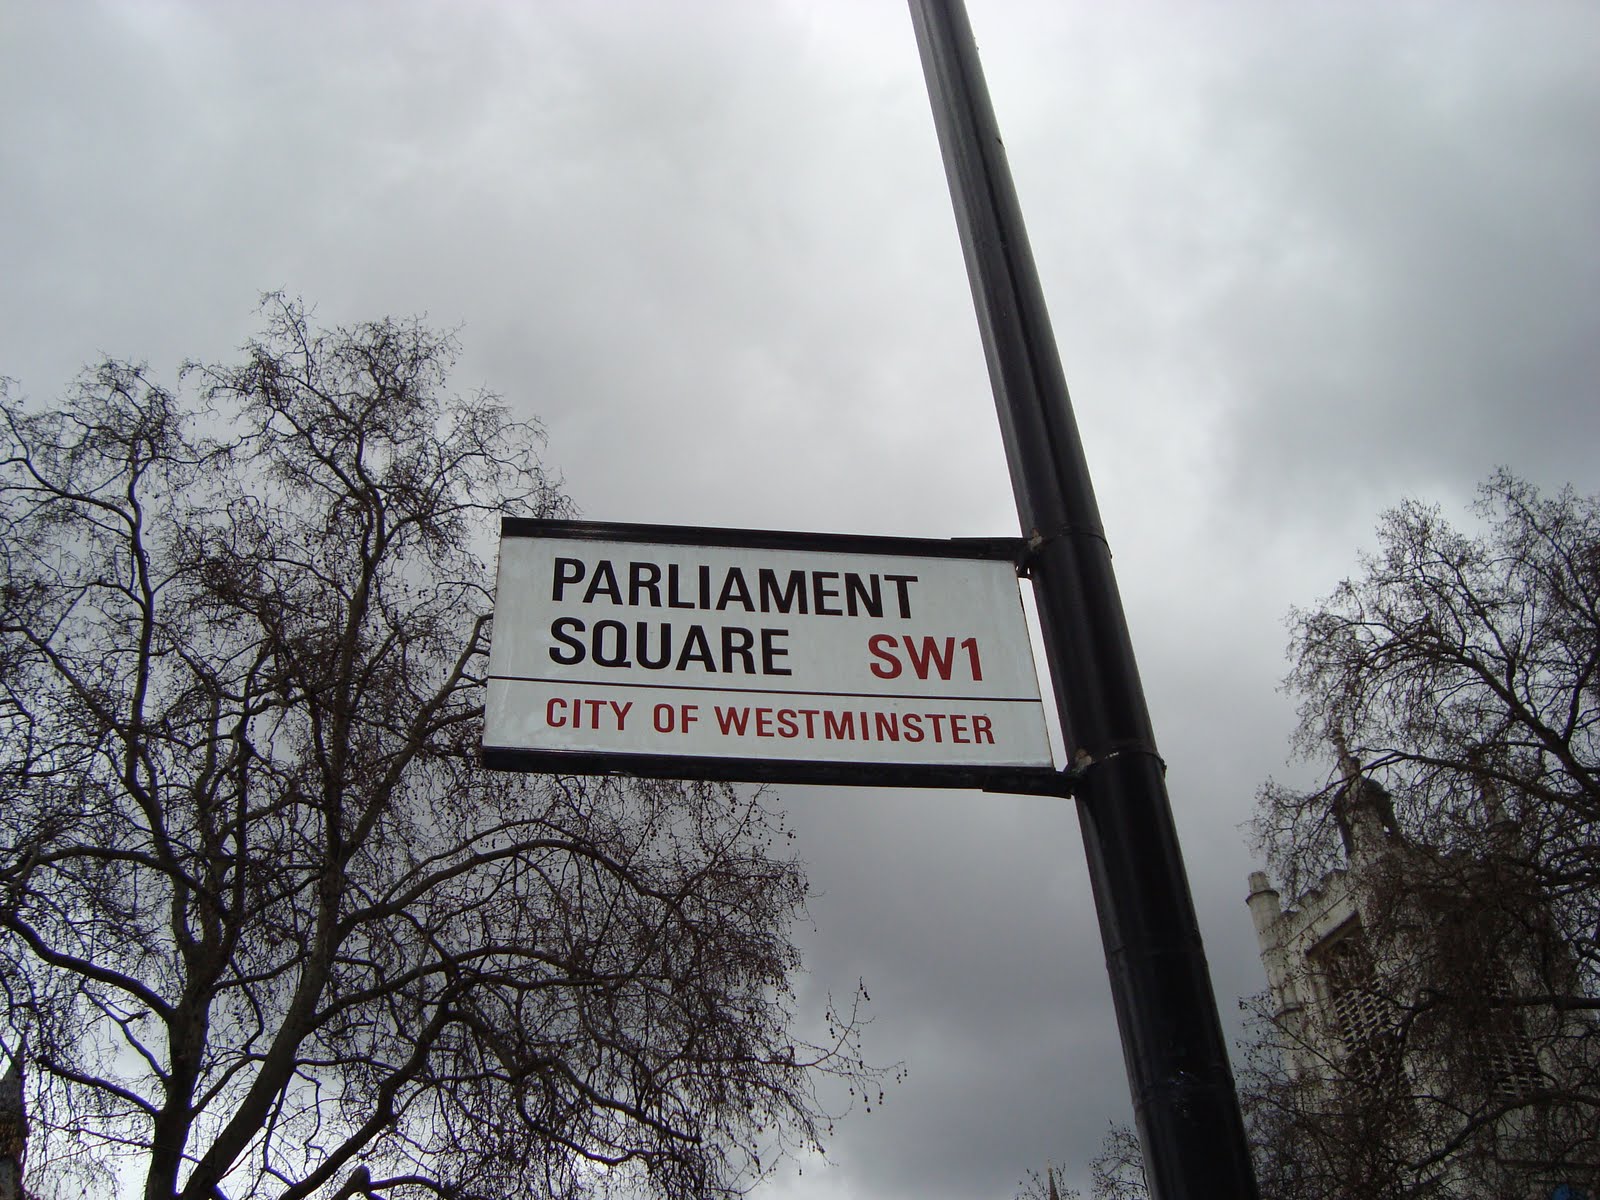 PARLIAMENT
SQUARE SW1
CITY OF WESTMINSTER